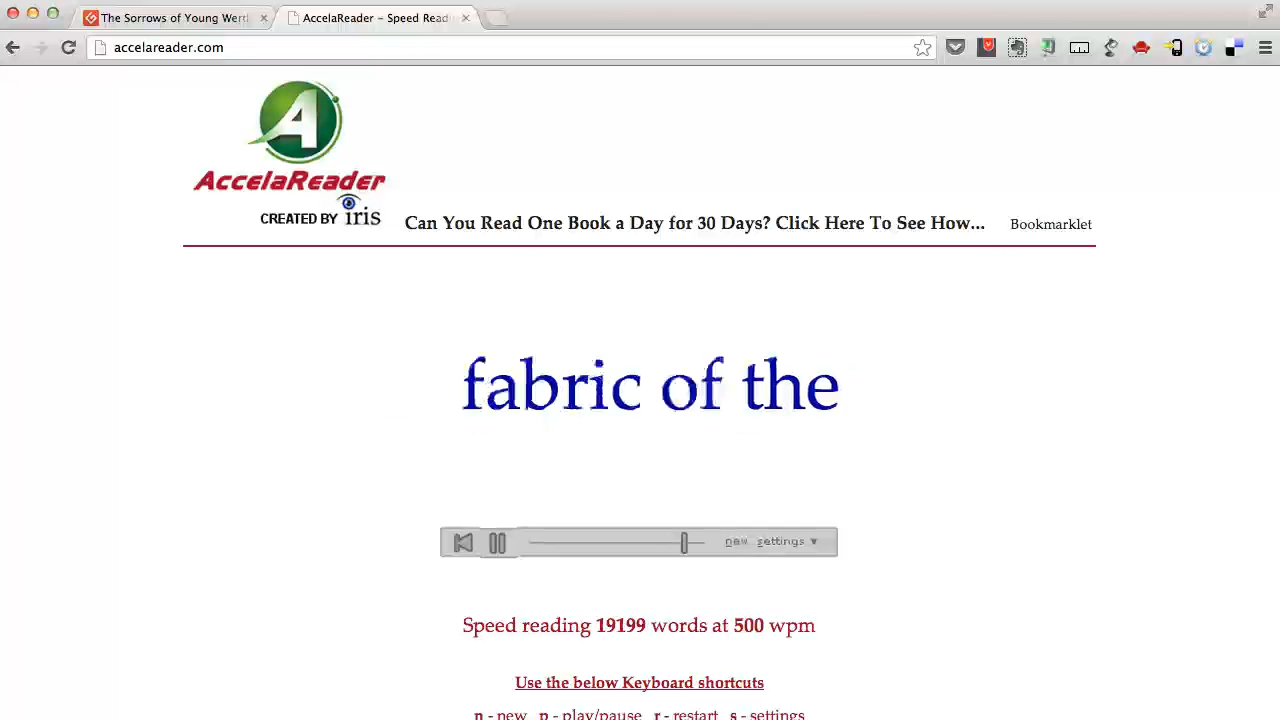 The Sorrows of Young Wert
AccelaReader – Speed Read
accelareader.com
A
AccelaReader
CREATED BY iris
Can You Read One Book a Day for 30 Days? Click Here To See How...
Bookmarklet
fabric of the
new settings ▼
Speed reading 19199 words at 500 wpm
Use the below Keyboard shortcuts
n - new p - play/pause r - restart s - settings